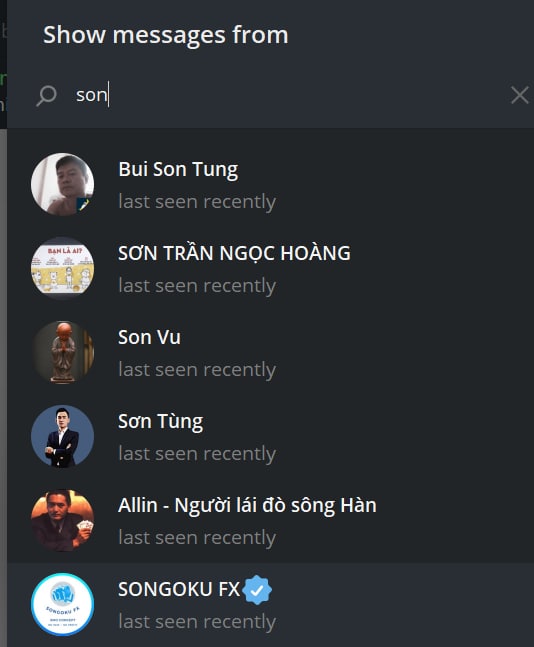 Show messages from
son
Bui Son Tung
last seen recently
BẠN LÀ AI?
SƠN TRẦN NGỌC HOÀNG
last seen recently
Son Vu
last seen recently
Sơn Tùng
last seen recently
Allin - Người lái đò sông Hàn
last seen recently
SONGOKU FX
SONGOKU FX
last seen recently